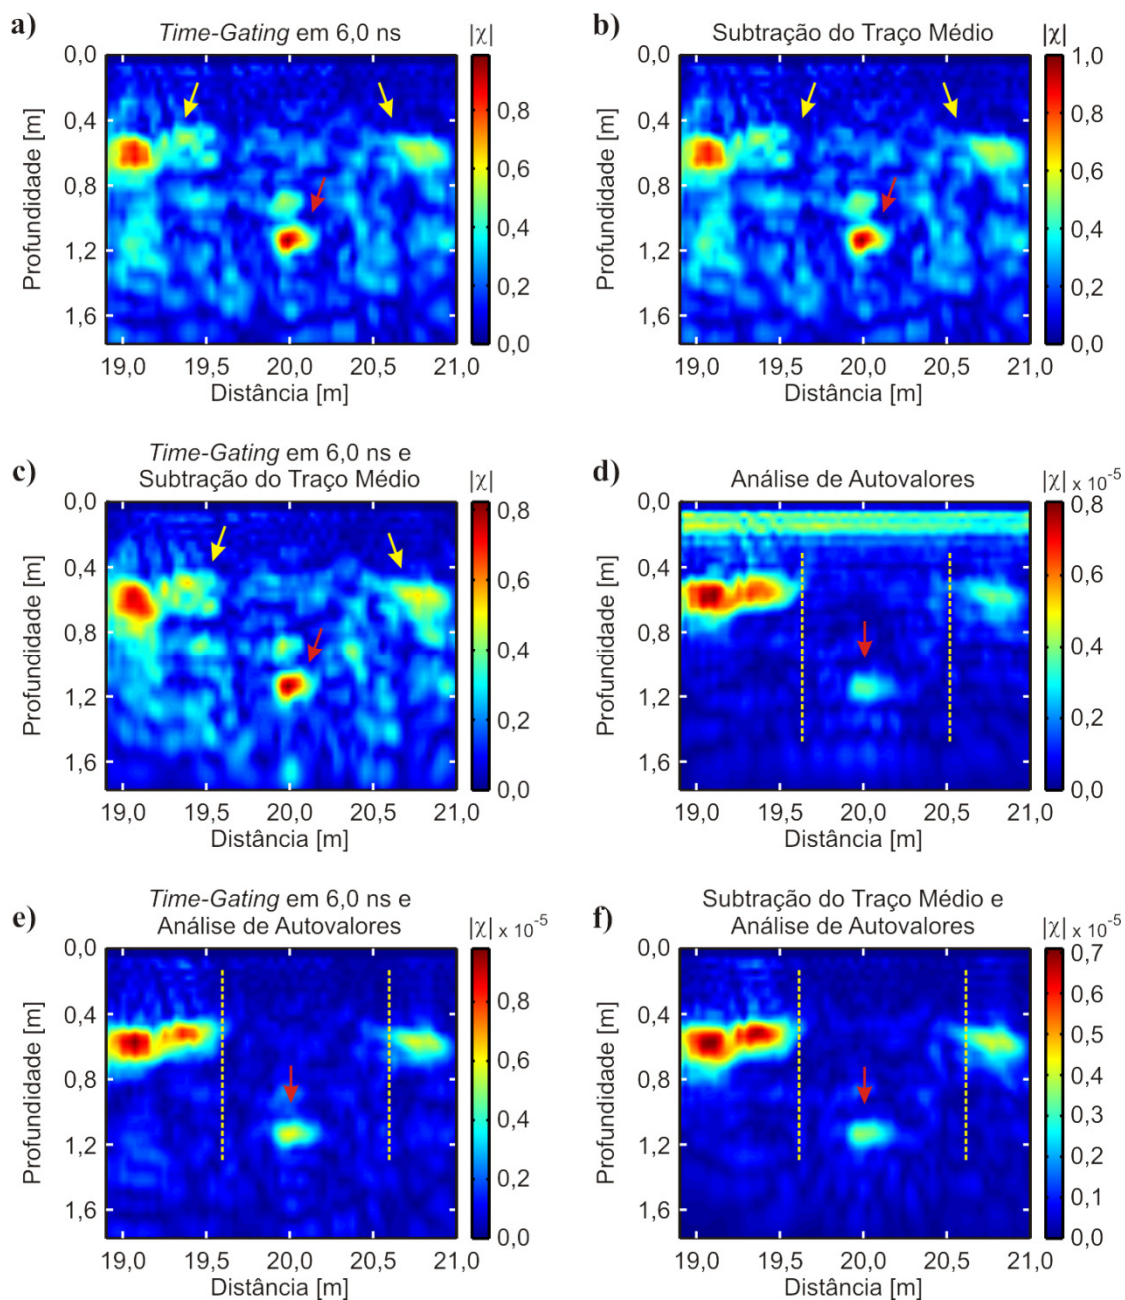 a)
Time-Gating em 6,0 ns
|χ|
0,0
0,4
0,8
1,2
1,6
Profundidade [m]
19,0 19,5 20,0 20,5 21,0
Distância [m]
0,8
0,6
0,4
0,2
0,0
b)
Subtração do Traço Médio
|χ|
0,0
0,4
0,8
1,2
1,6
Profundidade [m]
19,0 19,5 20,0 20,5 21,0
Distância [m]
1,0
0,8
0,6
0,4
0,2
0,0
c)
Time-Gating em 6,0 ns e
Subtração do Traço Médio
|χ|
0,0
0,4
0,8
1,2
1,6
Profundidade [m]
19,0 19,5 20,0 20,5 21,0
Distância [m]
0,8
0,6
0,4
0,2
0,0
d)
Análise de Autovalores
|χ| x 10⁻⁵
0,0
0,4
0,8
1,2
1,6
Profundidade [m]
19,0 19,5 20,0 20,5 21,0
Distância [m]
0,8
0,6
0,4
0,2
0,0
e)
Time-Gating em 6,0 ns e
Análise de Autovalores
|χ| x 10⁻⁵
0,0
0,4
0,8
1,2
1,6
Profundidade [m]
19,0 19,5 20,0 20,5 21,0
Distância [m]
0,8
0,6
0,4
0,2
0,0
f)
Subtração do Traço Médio e
Análise de Autovalores
|χ| x 10⁻⁵
0,0
0,4
0,8
1,2
1,6
Profundidade [m]
19,0 19,5 20,0 20,5 21,0
Distância [m]
0,7
0,6
0,5
0,4
0,3
0,2
0,1
0,0